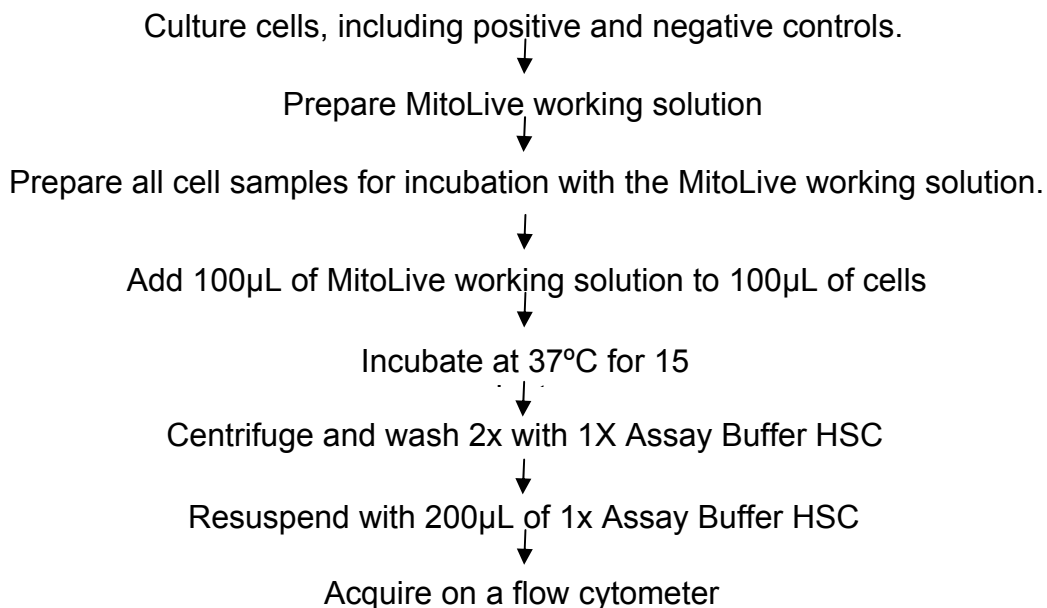 Culture cells, including positive and negative controls.
Prepare MitoLive working solution
Prepare all cell samples for incubation with the MitoLive working solution.
Add 100µL of MitoLive working solution to 100µL of cells
Incubate at 37ºC for 15
Centrifuge and wash 2x with 1X Assay Buffer HSC
Resuspend with 200µL of 1x Assay Buffer HSC
Acquire on a flow cytometer